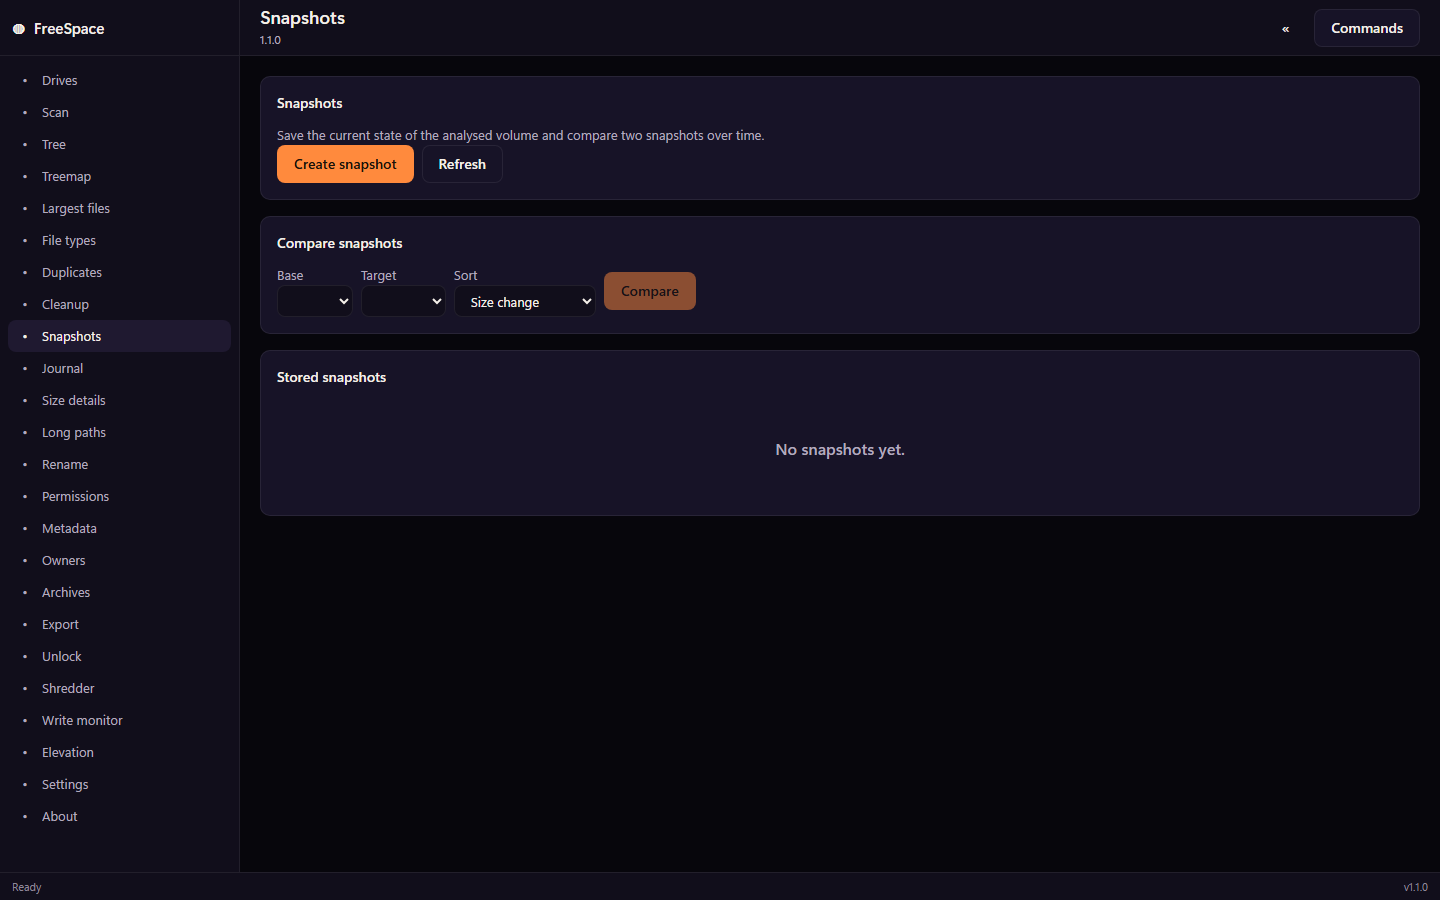 FreeSpace
Drives
Scan
Tree
Treemap
Largest files
File types
Duplicates
Cleanup
Snapshots
Journal
Size details
Long paths
Rename
Permissions
Metadata
Owners
Archives
Export
Unlock
Shredder
Write monitor
Elevation
Settings
About
Snapshots
1.1.0
« Commands
Snapshots
Save the current state of the analysed volume and compare two snapshots over time.
Create snapshot Refresh
Compare snapshots
Base Target Sort
Size change Compare
Stored snapshots
No snapshots yet.
Ready v1.1.0